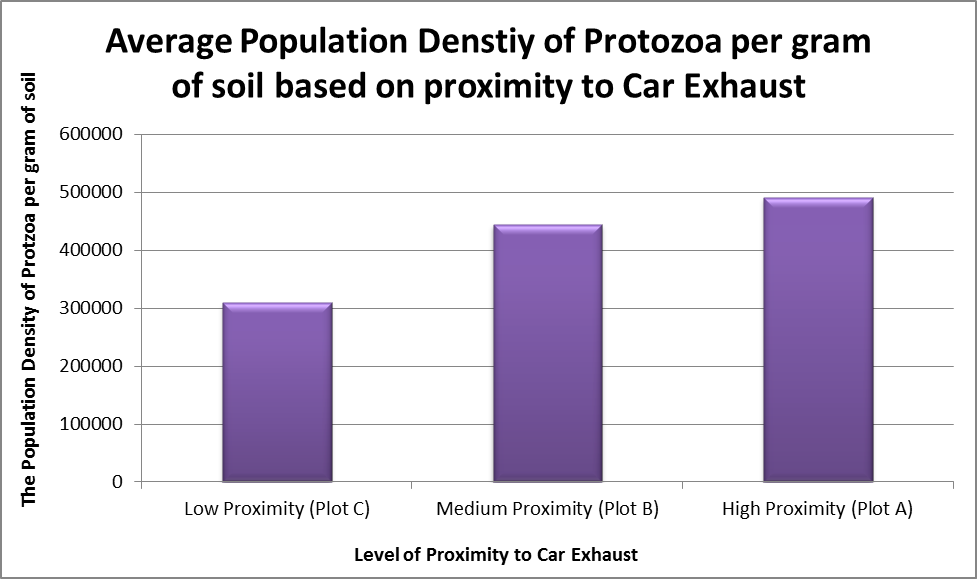 Average Population Denstiy of Protozoa per gram
of soil based on proximity to Car Exhaust
The Population Density of Protzoa per gram of soil
600000
500000
400000
300000
200000
100000
0
Low Proximity (Plot C) Medium Proximity (Plot B) High Proximity (Plot A)
Level of Proximity to Car Exhaust